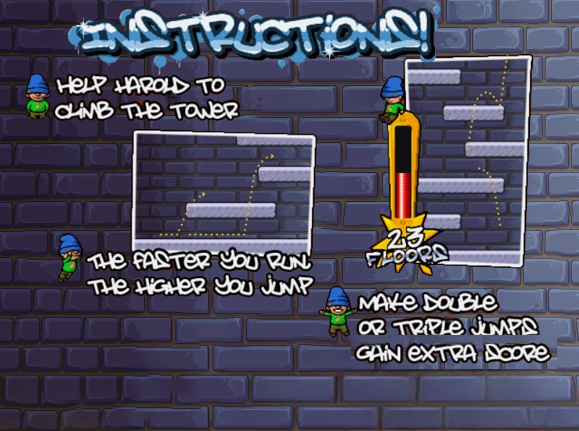 INSTRUCTIONS!
HELP HAROLD TO
CLIMB THE TOWER
THE FASTER YOU RUN,
THE HIGHER YOU JUMP
23
FLOORS
MAKE DOUBLE
OR TRIPLE JUMPS
GAIN EXTRA SCORE